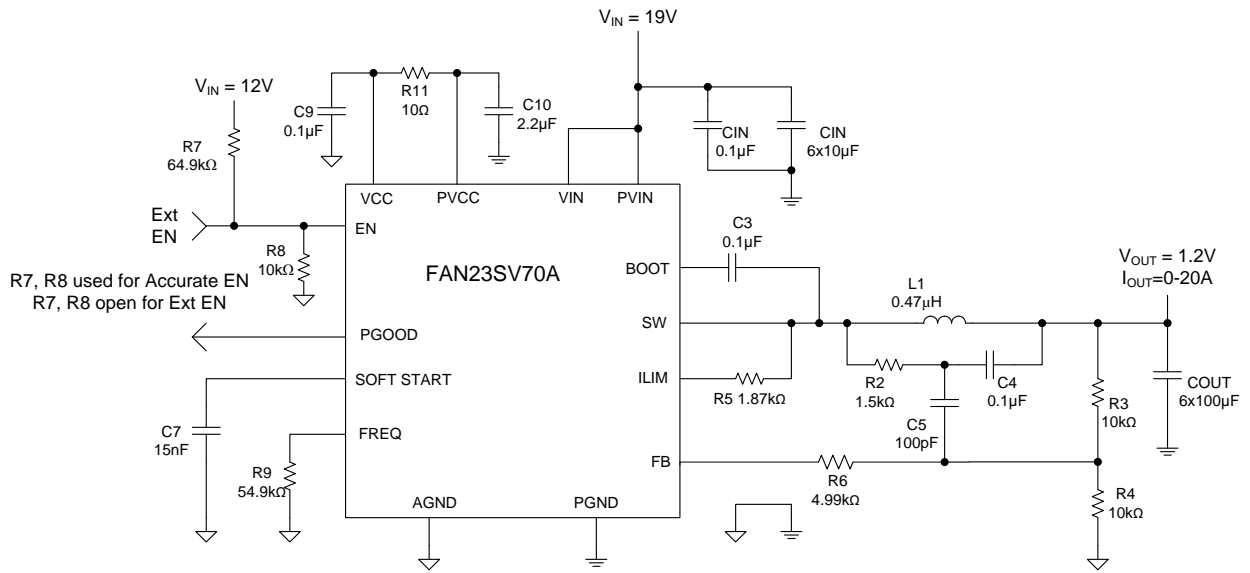 V_IN = 19V
V_IN = 12V
R11
10Ω
C9
0.1µF
C10
2.2µF
CIN
0.1µF
CIN
6x10µF
R7
64.9kΩ
VCC
PVCC
VIN
PVIN
Ext
EN
EN
R8
10kΩ
C3
0.1µF
FAN23SV70A
BOOT
V_OUT = 1.2V
I_OUT=0-20A
R7, R8 used for Accurate EN
R7, R8 open for Ext EN
L1
0.47µH
SW
PGOOD
SOFT START
ILIM
R5 1.87kΩ
R2
1.5kΩ
C4
0.1µF
R3
10kΩ
COUT
6x100µF
C5
100pF
C7
15nF
FREQ
FB
R9
54.9kΩ
R6
4.99kΩ
R4
10kΩ
AGND
PGND